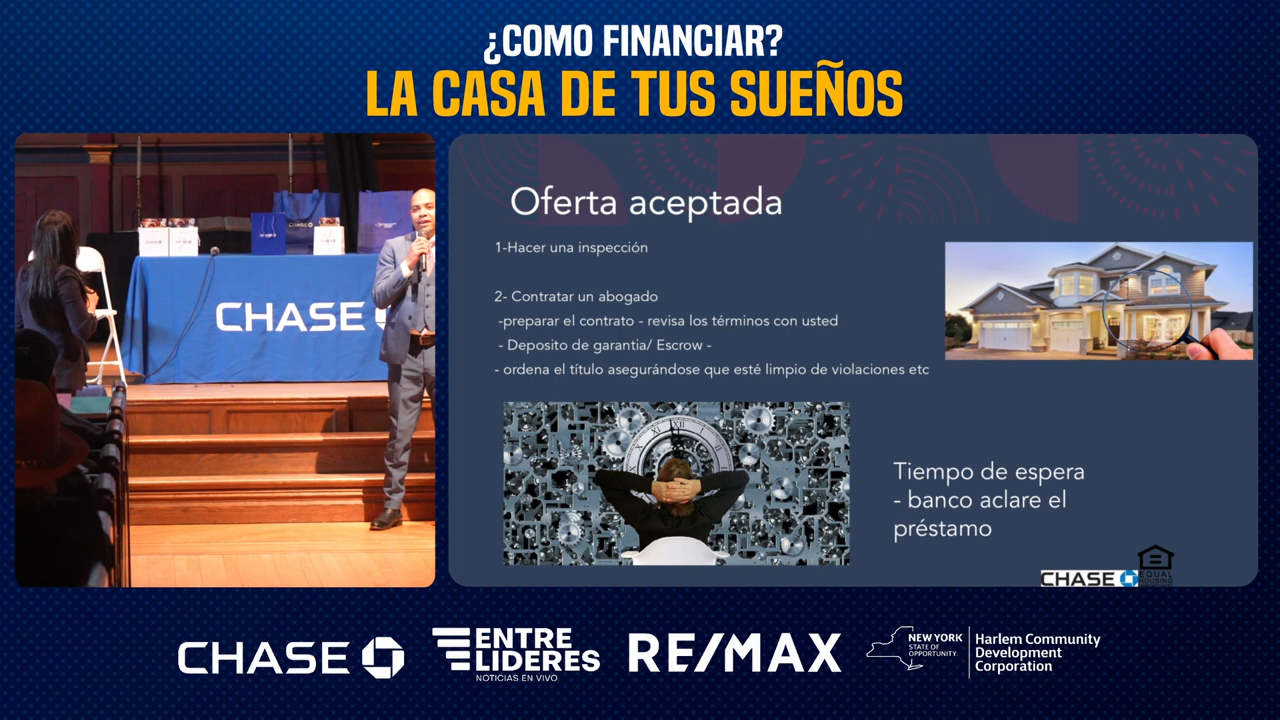 ¿COMO FINANCIAR?
LA CASA DE TUS SUEÑOS
CHASE
Oferta aceptada
1-Hacer una inspección
2- Contratar un abogado
-preparar el contrato - revisa los términos con usted
- Deposito de garantia/ Escrow -
- ordena el título asegurándose que esté limpio de violaciones etc
Tiempo de espera
- banco aclare el
préstamo
CHASE
EQUAL
HOUSING
CHASE
ENTRE
LIDERES
NOTICIAS EN VIVO
RE/MAX
NEW YORK
STATE OF
OPPORTUNITY.
Harlem Community
Development
Corporation